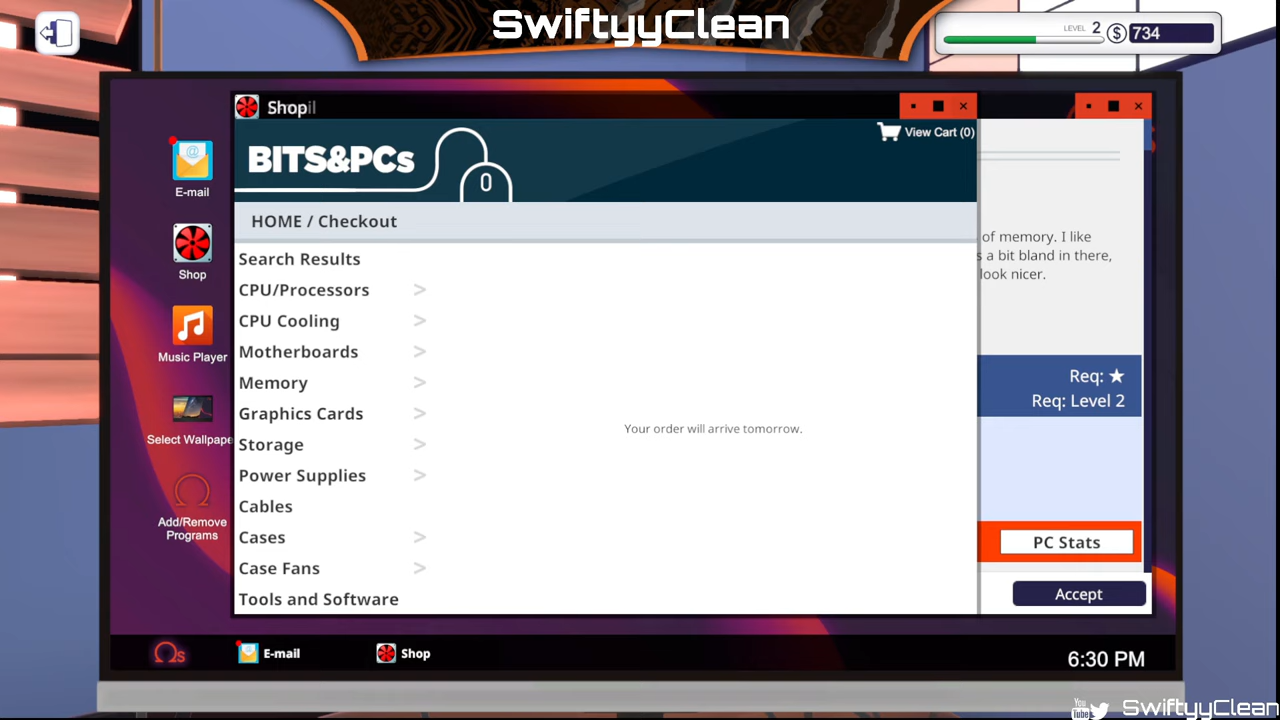 SwiftyyClean
LEVEL 2
$ 734
Shop
BITS&PCs
View Cart (0)
HOME / Checkout
Search Results
CPU/Processors >
CPU Cooling >
Motherboards >
Memory >
Graphics Cards >
Storage >
Power Supplies >
Cables
Cases >
Case Fans >
Tools and Software
Your order will arrive tomorrow.
of memory. I like
a bit bland in there,
look nicer.
Req: ★
Req: Level 2
PC Stats
Accept
E-mail
Shop
Music Player
Select Wallpape
Add/Remove
Programs
E-mail
Shop
6:30 PM
You
Tube
SwiftyyClean